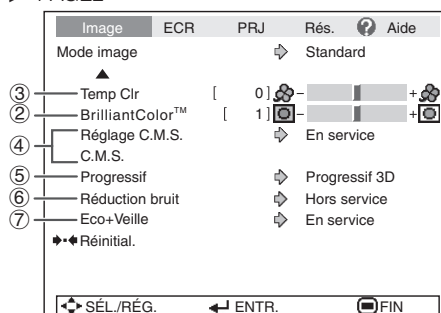 Image ECR PRJ Rés. ? Aide
Mode image Standard
③ Temp Clr [ 0 ] - +
② BrilliantColor™ [ 1 ] - +
④ Réglage C.M.S. En service
C.M.S.
⑤ Progressif Progressif 3D
⑥ Réduction bruit Hors service
⑦ Eco+Veille En service
Réinitial.
SÉL./RÉG. ENTR. FIN